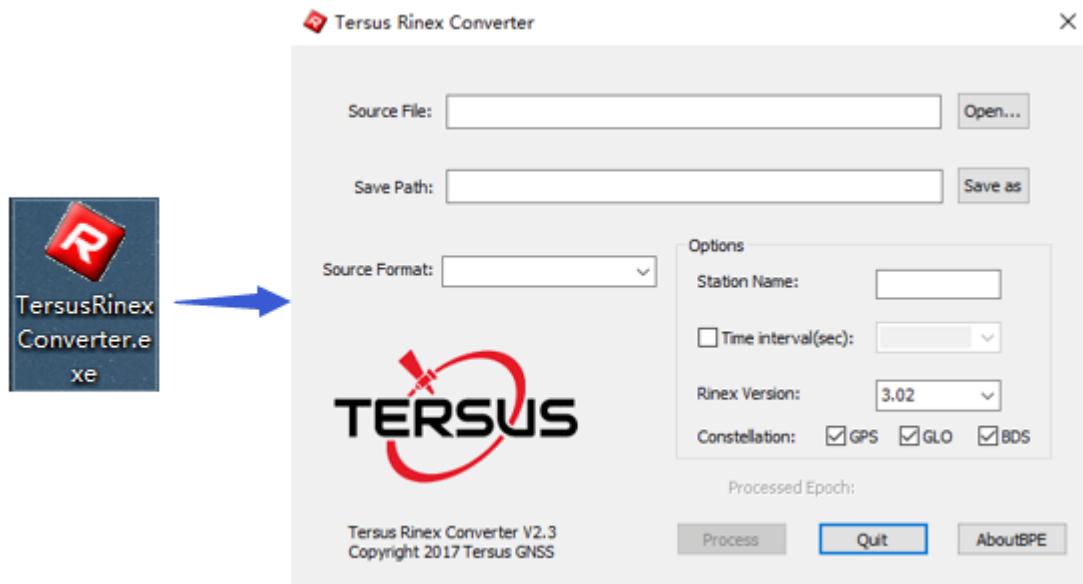 Tersus Rinex Converter
Source File:
Open...
Save Path:
Save as
TersusRinex
Converter.e
xe
Source Format:
Options
Station Name:
Time interval(sec):
Rinex Version:
3.02
Constellation:
GPS
GLO
BDS
TERSUS
Processed Epoch:
Tersus Rinex Converter V2.3
Copyright 2017 Tersus GNSS
Process
Quit
AboutBPE